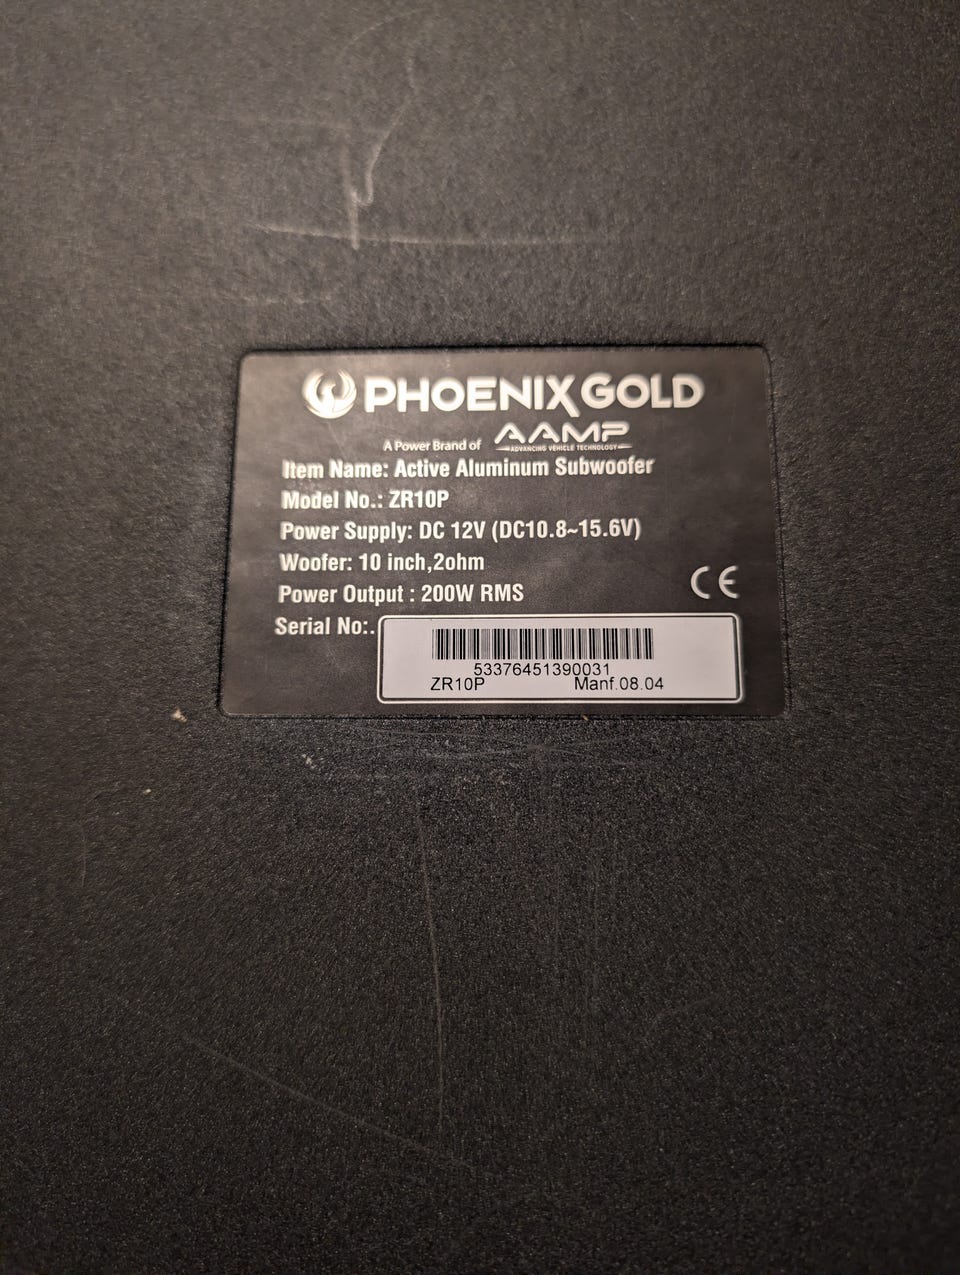 PHOENIX GOLD
A Power Brand of AAMP
ADVANCING VEHICLE TECHNOLOGY
Item Name: Active Aluminum Subwoofer
Model No.: ZR10P
Power Supply: DC 12V (DC10.8~15.6V)
Woofer: 10 inch,2ohm
Power Output : 200W RMS
CE
Serial No:.
53376451390031
ZR10P Manf.08.04